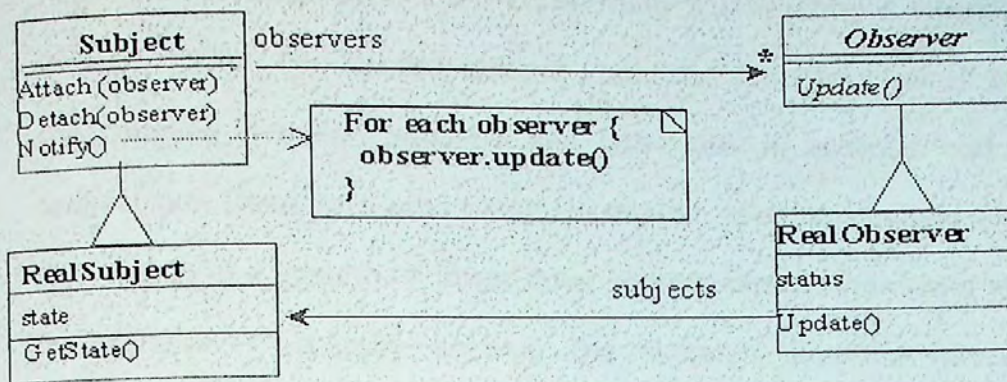 Subject
Attach (observer)
Detach(observer)
Notify()
observers
*
Observer
Update()
For each observer {
observer.update()
}
RealSubject
state
GetState()
subjects
RealObserver
status
Update()